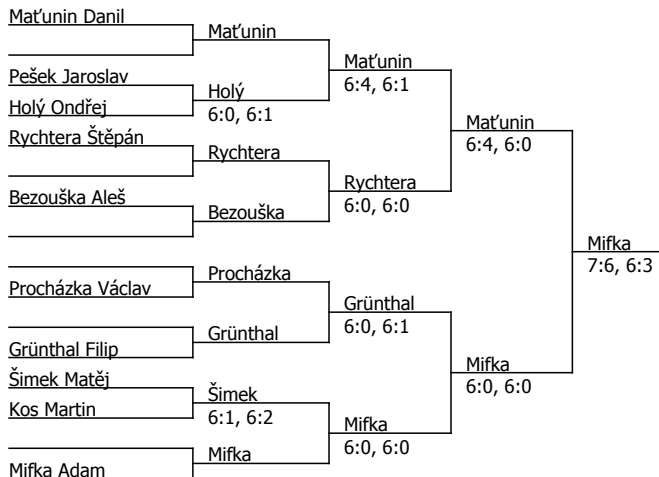 Maťunin Danil
Maťunin
Maťunin
6:4, 6:1
Pešek Jaroslav
Holý
6:0, 6:1
Holý Ondřej
Maťunin
6:4, 6:0
Rychtera Štěpán
Rychtera
Rychtera
6:0, 6:0
Bezouška Aleš
Bezouška
Mifka
7:6, 6:3
Procházka
Procházka Václav
Grünthal
6:0, 6:1
Grünthal
Grünthal Filip
Mifka
6:0, 6:0
Šimek Matěj
Šimek
6:1, 6:2
Kos Martin
Mifka
6:0, 6:0
Mifka
Mifka Adam